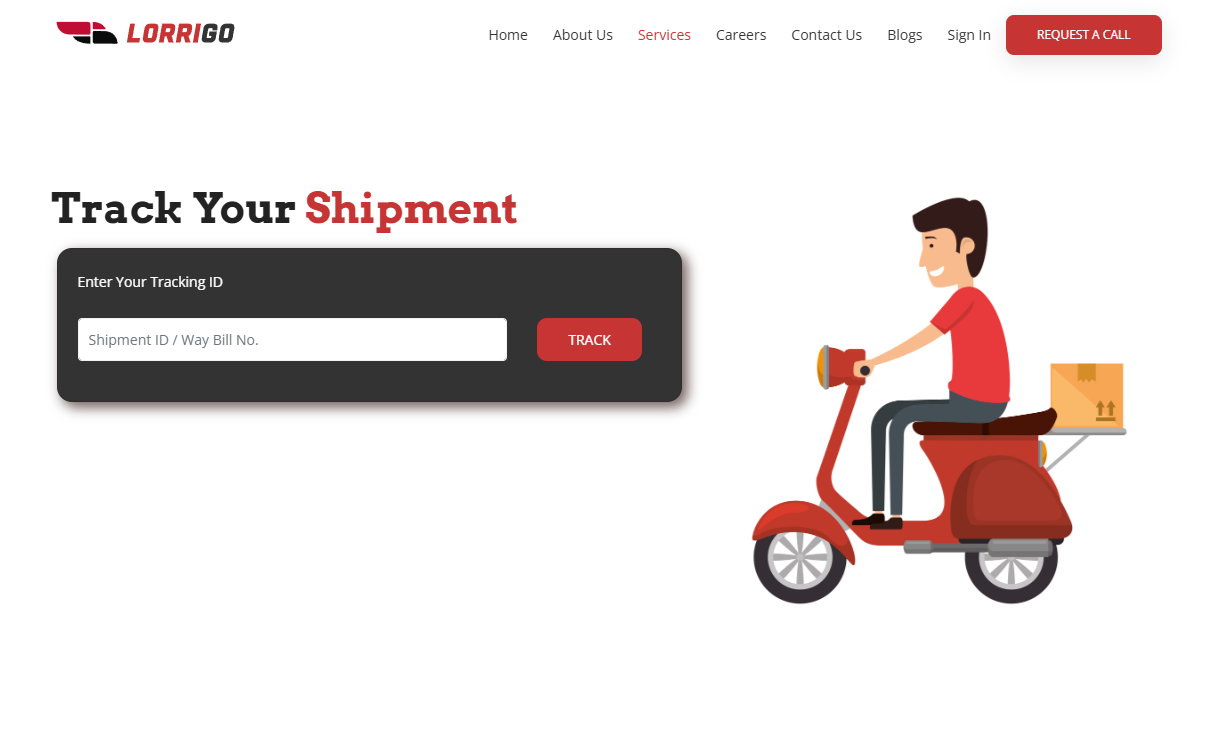 LORRIGO
Home About Us Services Careers Contact Us Blogs Sign In REQUEST A CALL
Track Your Shipment
Enter Your Tracking ID
Shipment ID / Way Bill No. TRACK